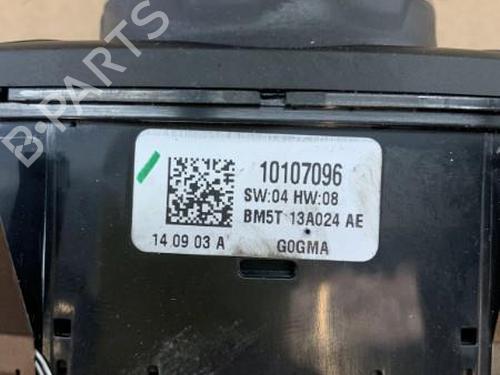 B-PARTS
10107096
SW:04 HW:08
BM5T 13A024 AE
14 09 03 A G0GMA